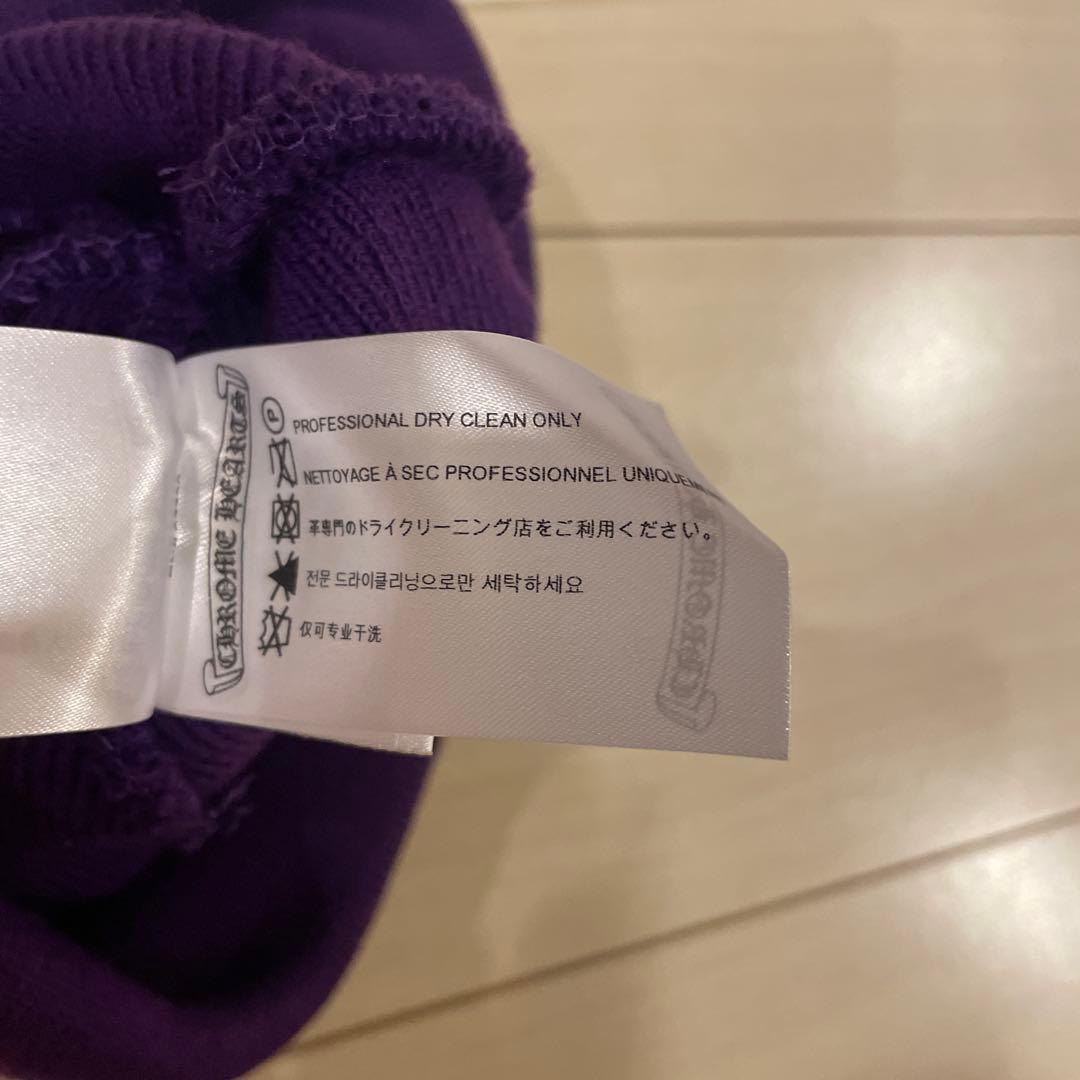 CHROME HEARTS
P
PROFESSIONAL DRY CLEAN ONLY
NETTOYAGE À SEC PROFESSIONNEL
革専門のドライクリーニング店をご利用ください。
전문 드라이클리닝으로만 세탁하세요
仅可专业干洗